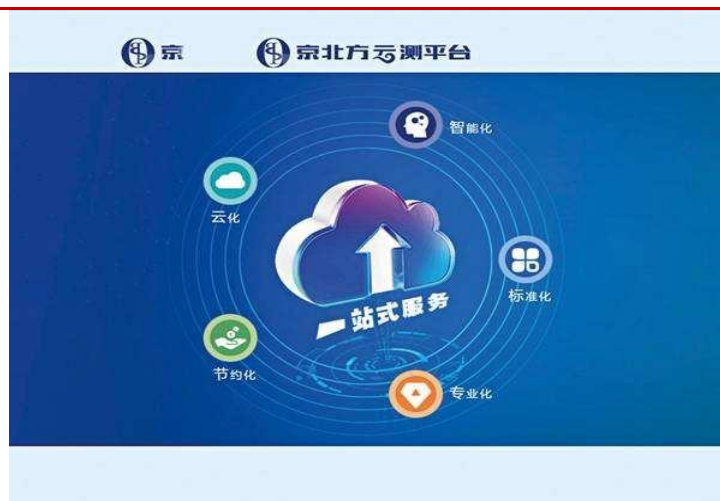 京
京北方云测平台
智能化
云化
标准化
一站式服务
节约化
专业化